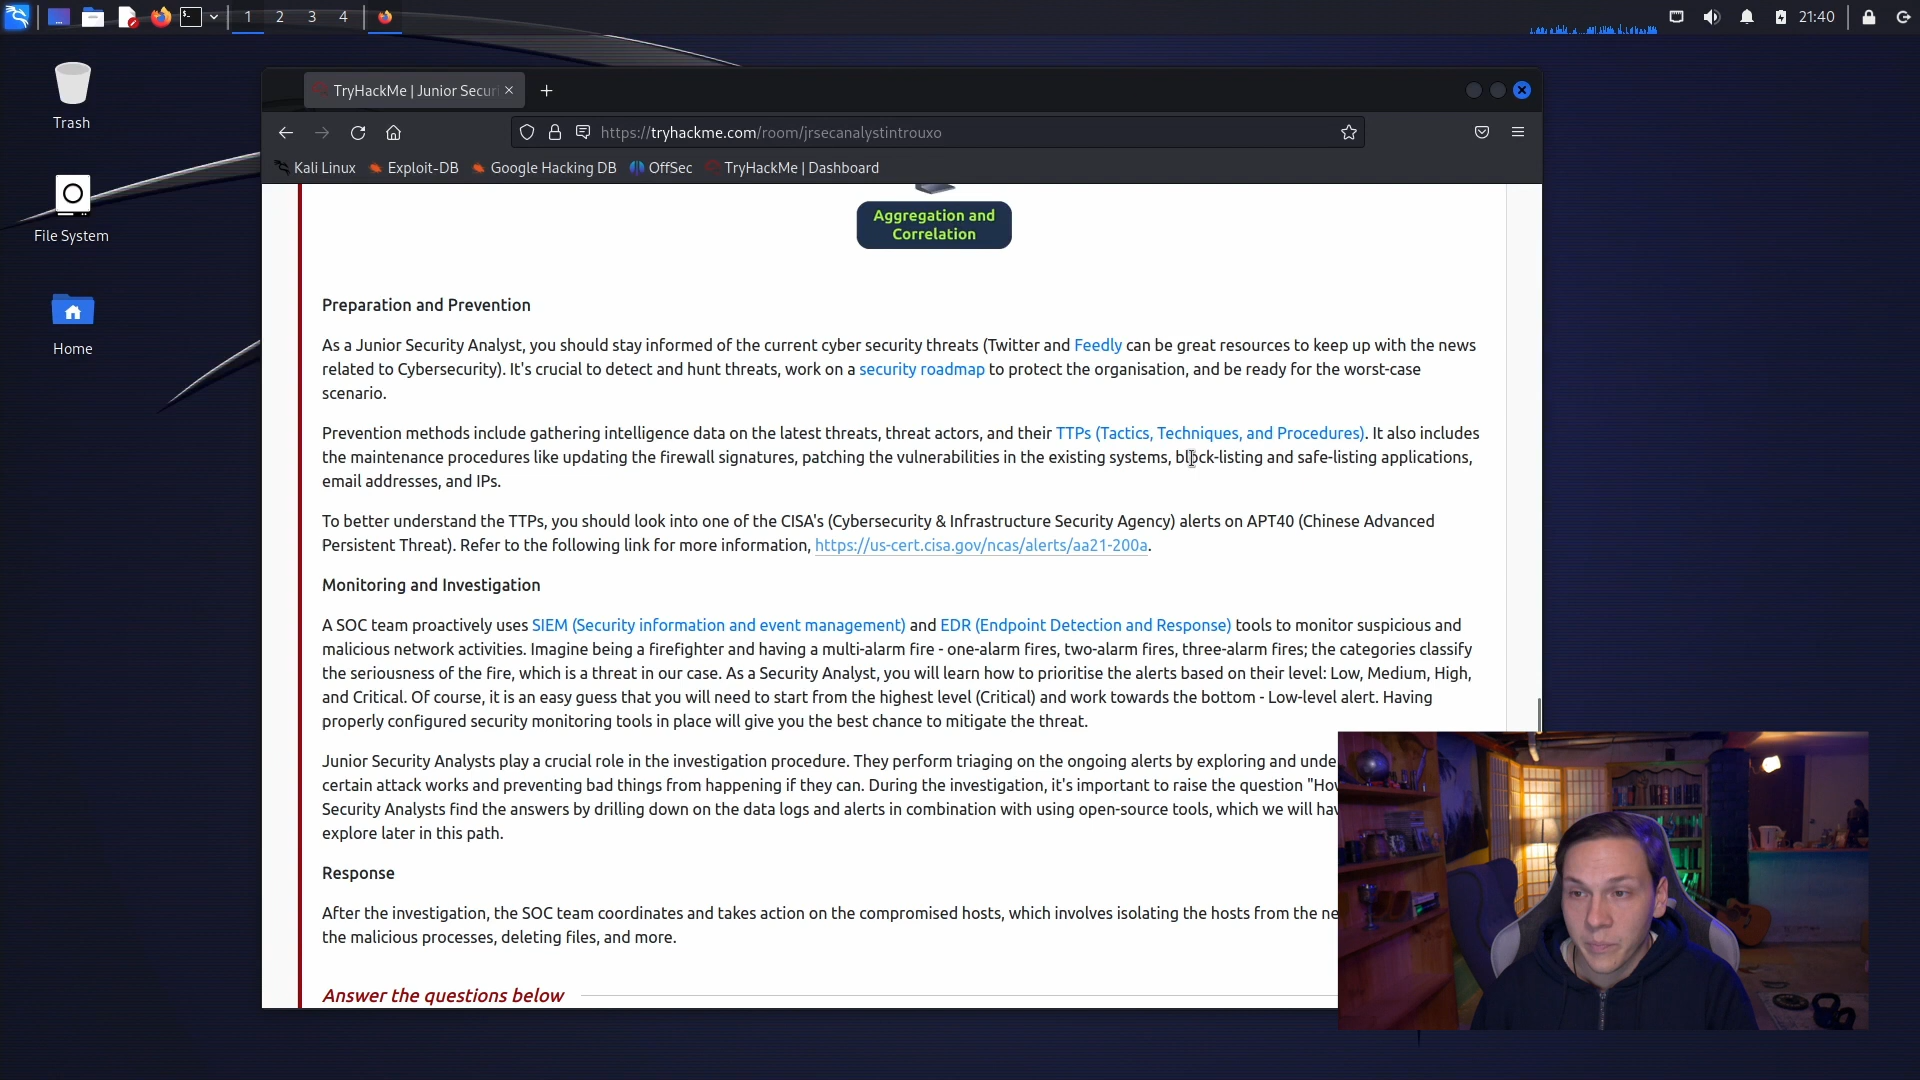 1 2 3 4
21:40
Trash
File System
Home
TryHackMe | Junior Securi
https://tryhackme.com/room/jrsecanalystintrouxo
Kali Linux Exploit-DB Google Hacking DB OffSec TryHackMe | Dashboard
Aggregation and
Correlation
Preparation and Prevention
As a Junior Security Analyst, you should stay informed of the current cyber security threats (Twitter and Feedly can be great resources to keep up with the news
related to Cybersecurity). It's crucial to detect and hunt threats, work on a security roadmap to protect the organisation, and be ready for the worst-case
scenario.
Prevention methods include gathering intelligence data on the latest threats, threat actors, and their TTPs (Tactics, Techniques, and Procedures). It also includes
the maintenance procedures like updating the firewall signatures, patching the vulnerabilities in the existing systems, block-listing and safe-listing applications,
email addresses, and IPs.
To better understand the TTPs, you should look into one of the CISA's (Cybersecurity & Infrastructure Security Agency) alerts on APT40 (Chinese Advanced
Persistent Threat). Refer to the following link for more information, https://us-cert.cisa.gov/ncas/alerts/aa21-200a.
Monitoring and Investigation
A SOC team proactively uses SIEM (Security information and event management) and EDR (Endpoint Detection and Response) tools to monitor suspicious and
malicious network activities. Imagine being a firefighter and having a multi-alarm fire - one-alarm fires, two-alarm fires, three-alarm fires; the categories classify
the seriousness of the fire, which is a threat in our case. As a Security Analyst, you will learn how to prioritise the alerts based on their level: Low, Medium, High,
and Critical. Of course, it is an easy guess that you will need to start from the highest level (Critical) and work towards the bottom - Low-level alert. Having
properly configured security monitoring tools in place will give you the best chance to mitigate the threat.
Junior Security Analysts play a crucial role in the investigation procedure. They perform triaging on the ongoing alerts by exploring and unde
certain attack works and preventing bad things from happening if they can. During the investigation, it's important to raise the question "Ho
Security Analysts find the answers by drilling down on the data logs and alerts in combination with using open-source tools, which we will ha
explore later in this path.
Response
After the investigation, the SOC team coordinates and takes action on the compromised hosts, which involves isolating the hosts from the ne
the malicious processes, deleting files, and more.
Answer the questions below